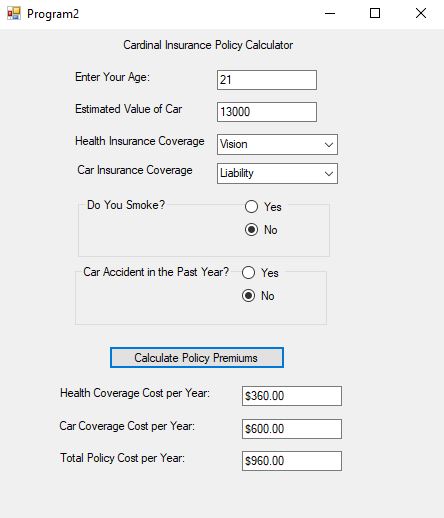 Program2
Cardinal Insurance Policy Calculator
Enter Your Age: 21
Estimated Value of Car 13000
Health Insurance Coverage Vision
Car Insurance Coverage Liability
Do You Smoke? Yes
No
Car Accident in the Past Year? Yes
No
Calculate Policy Premiums
Health Coverage Cost per Year: $360.00
Car Coverage Cost per Year: $600.00
Total Policy Cost per Year: $960.00